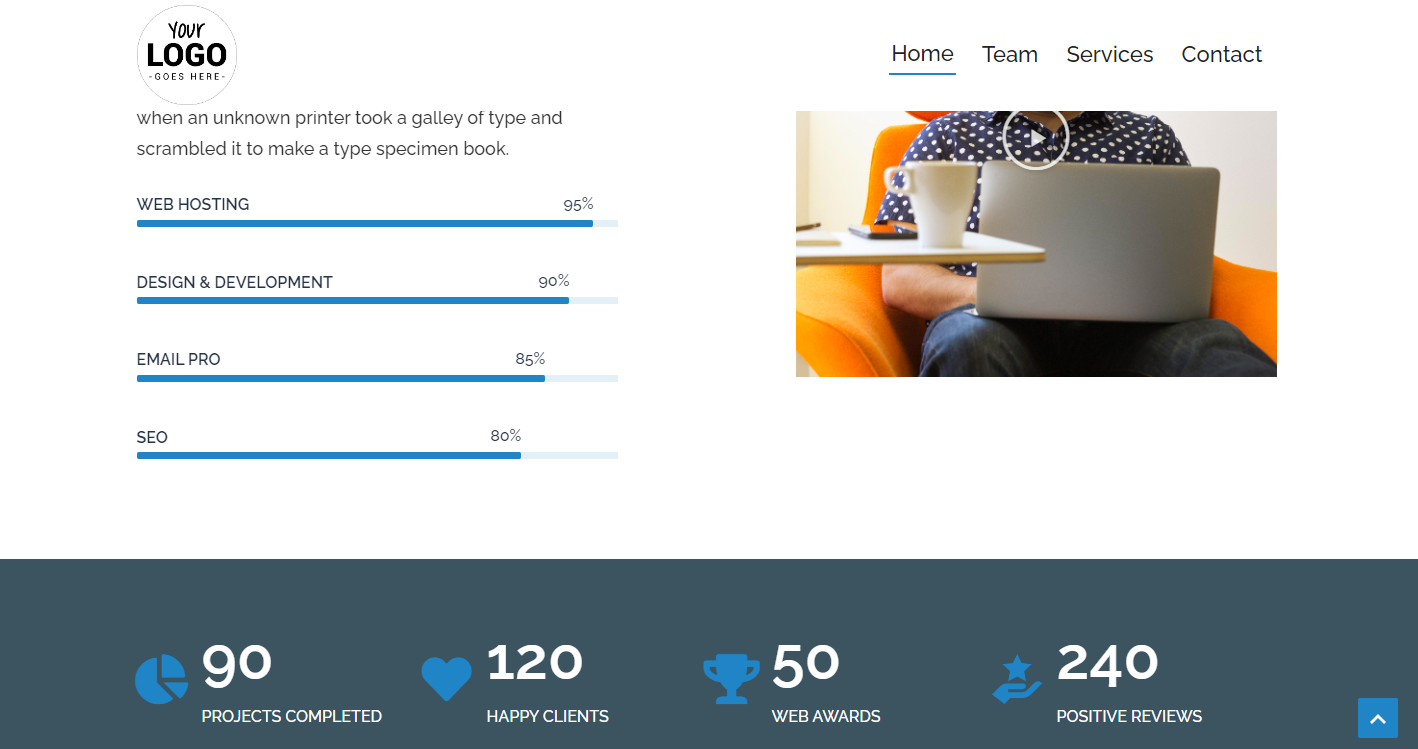 Your
LOGO
-GOES HERE-
Home Team Services Contact
when an unknown printer took a galley of type and
scrambled it to make a type specimen book.
WEB HOSTING 95%
DESIGN & DEVELOPMENT 90%
EMAIL PRO 85%
SEO 80%
90 120 50 240
PROJECTS COMPLETED HAPPY CLIENTS WEB AWARDS POSITIVE REVIEWS